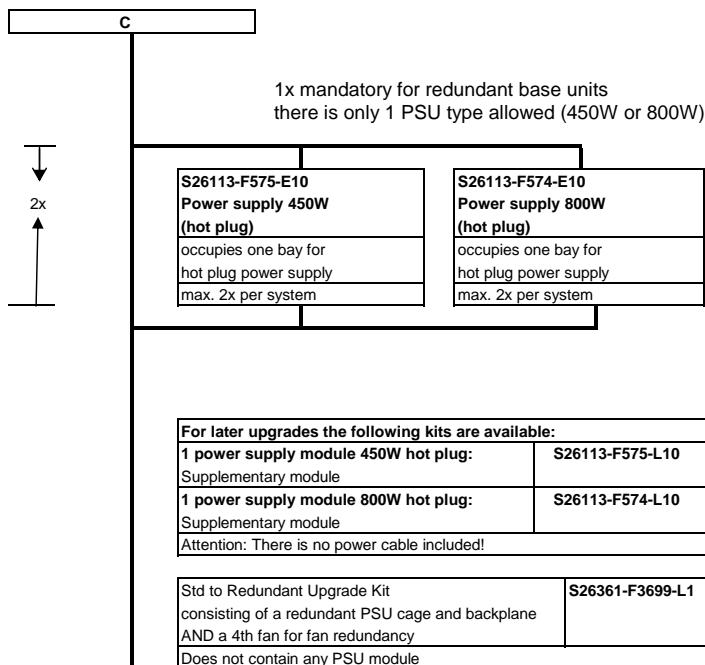 C
1x mandatory for redundant base units
there is only 1 PSU type allowed (450W or 800W)
2x
S26113-F575-E10
Power supply 450W
(hot plug)
occupies one bay for
hot plug power supply
max. 2x per system
S26113-F574-E10
Power supply 800W
(hot plug)
occupies one bay for
hot plug power supply
max. 2x per system
For later upgrades the following kits are available:
1 power supply module 450W hot plug: S26113-F575-L10
Supplementary module
1 power supply module 800W hot plug: S26113-F574-L10
Supplementary module
Attention: There is no power cable included!
Std to Redundant Upgrade Kit S26361-F3699-L1
consisting of a redundant PSU cage and backplane
AND a 4th fan for fan redundancy
Does not contain any PSU module